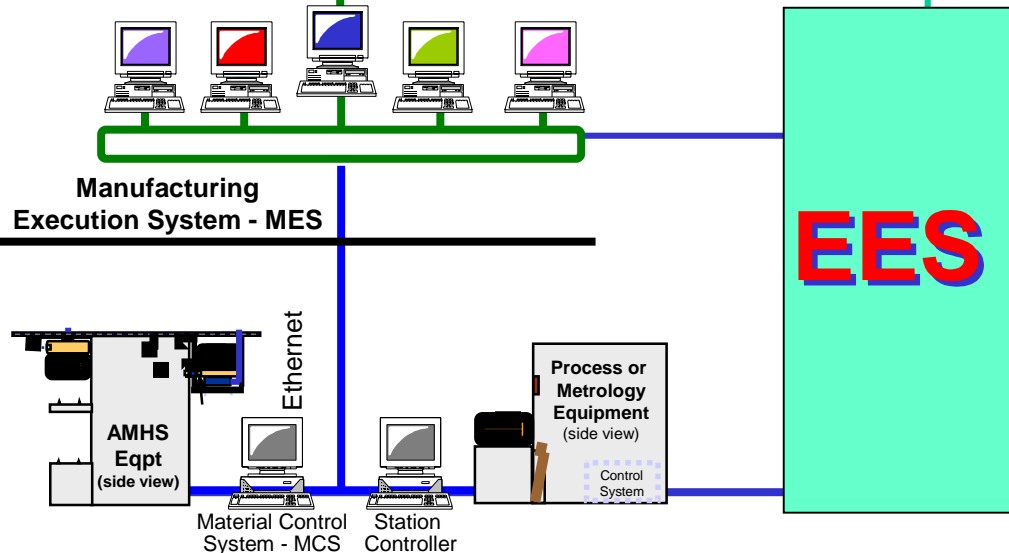 Manufacturing
Execution System - MES
EES
Ethernet
Process or
Metrology
Equipment
(side view)
AMHS
Eqpt
(side view)
Control
System
Material Control
System - MCS
Station
Controller